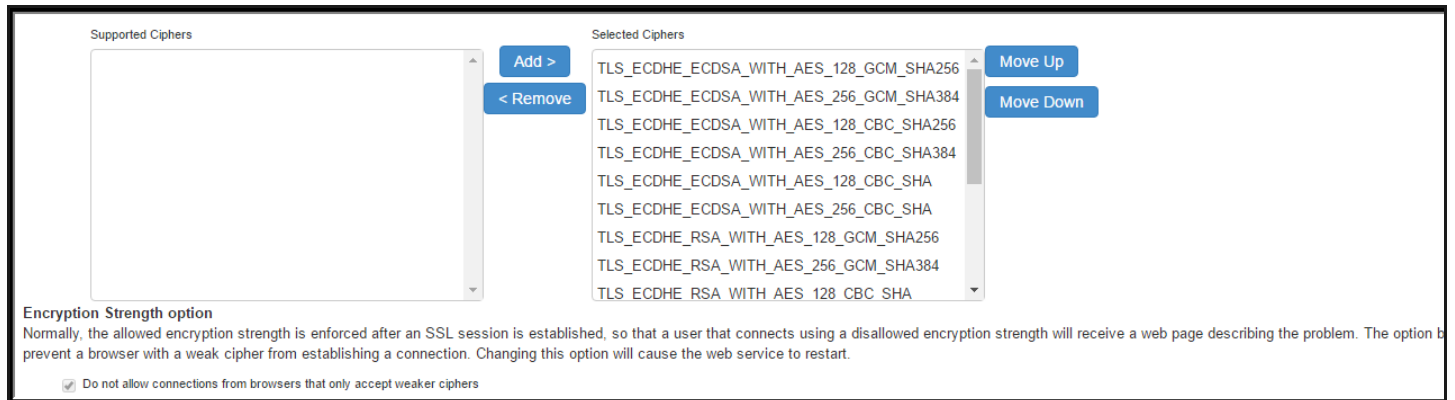 Supported Ciphers
Selected Ciphers
Add >
< Remove
TLS_ECDHE_ECDSA_WITH_AES_128_GCM_SHA256
TLS_ECDHE_ECDSA_WITH_AES_256_GCM_SHA384
TLS_ECDHE_ECDSA_WITH_AES_128_CBC_SHA256
TLS_ECDHE_ECDSA_WITH_AES_256_CBC_SHA384
TLS_ECDHE_ECDSA_WITH_AES_128_CBC_SHA
TLS_ECDHE_ECDSA_WITH_AES_256_CBC_SHA
TLS_ECDHE_RSA_WITH_AES_128_GCM_SHA256
TLS_ECDHE_RSA_WITH_AES_256_GCM_SHA384
TLS_ECDHE_RSA_WITH_AES_128_CBC_SHA
Move Up
Move Down
Encryption Strength option
Normally, the allowed encryption strength is enforced after an SSL session is established, so that a user that connects using a disallowed encryption strength will receive a web page describing the problem. The option b
prevent a browser with a weak cipher from establishing a connection. Changing this option will cause the web service to restart.
Do not allow connections from browsers that only accept weaker ciphers